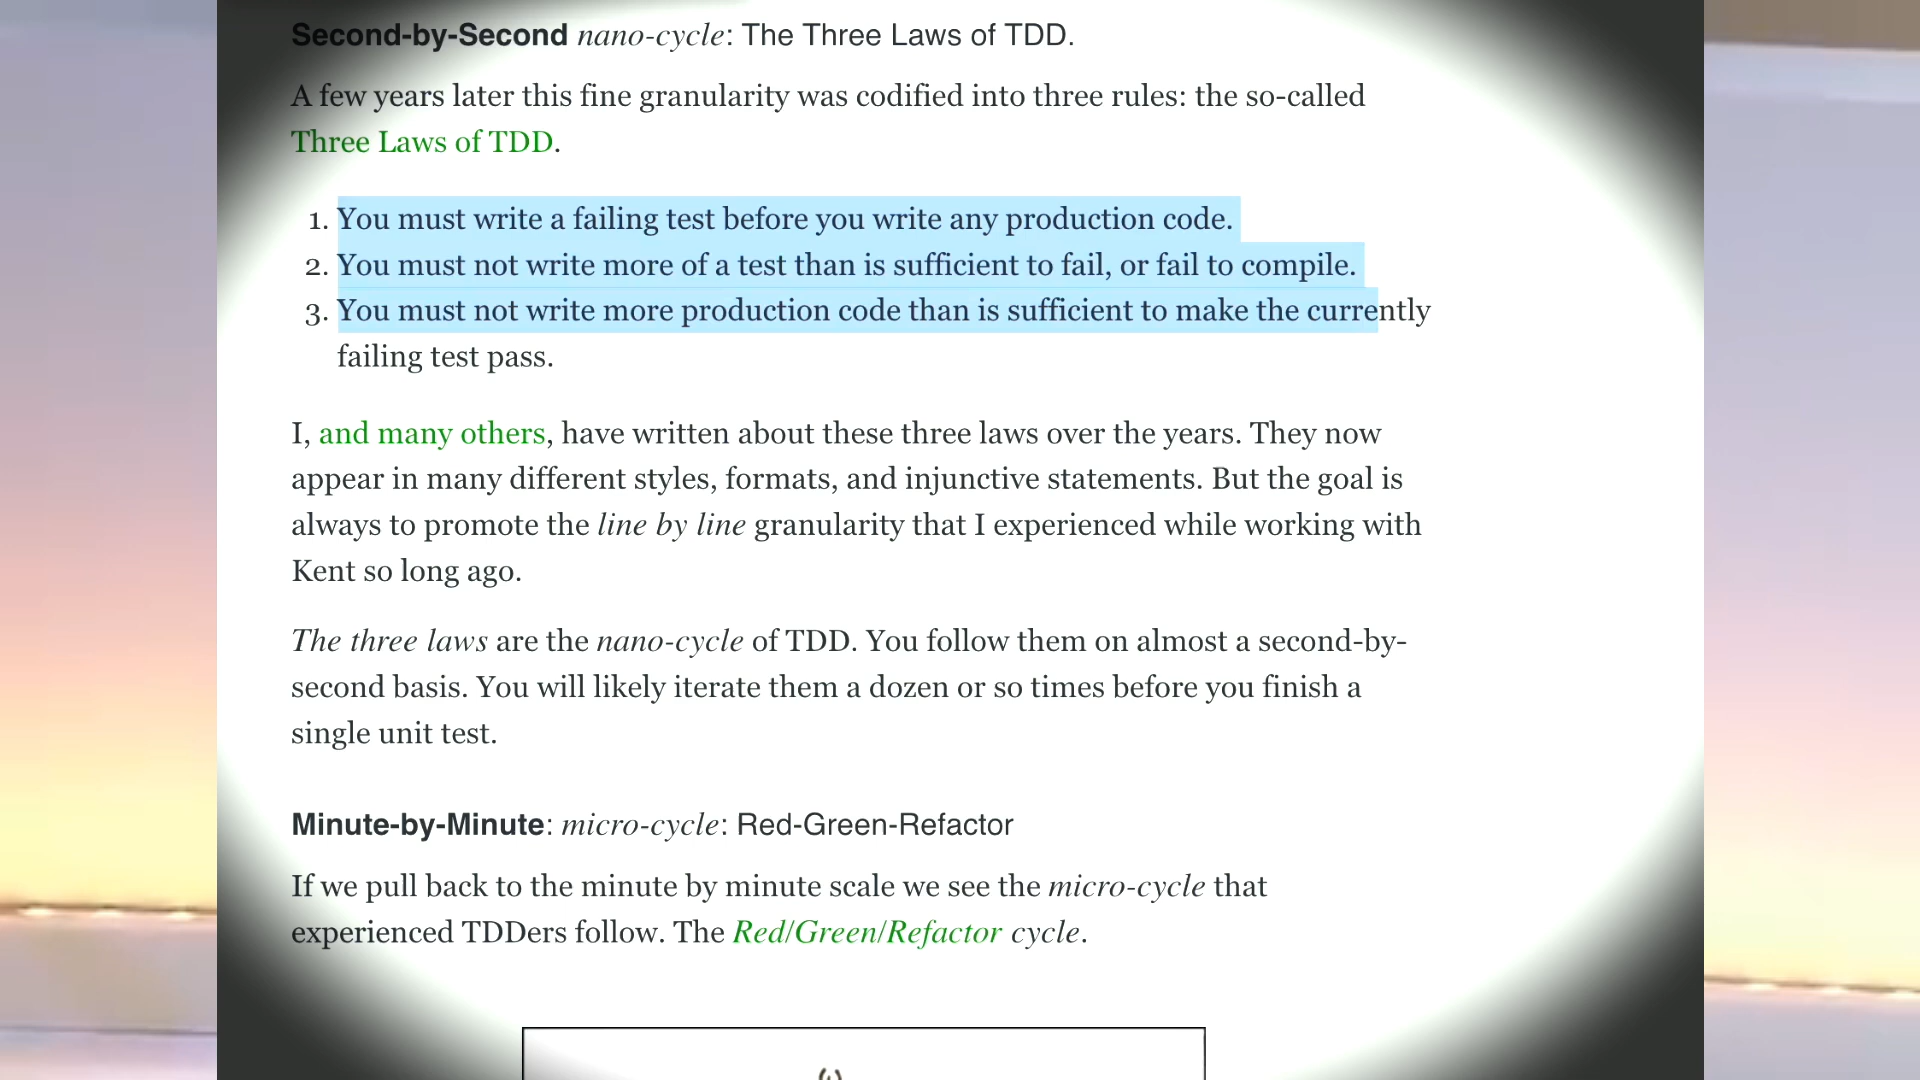 Second-by-Second nano-cycle: The Three Laws of TDD.
A few years later this fine granularity was codified into three rules: the so-called
Three Laws of TDD.
1. You must write a failing test before you write any production code.
2. You must not write more of a test than is sufficient to fail, or fail to compile.
3. You must not write more production code than is sufficient to make the currently
failing test pass.
I, and many others, have written about these three laws over the years. They now
appear in many different styles, formats, and injunctive statements. But the goal is
always to promote the line by line granularity that I experienced while working with
Kent so long ago.
The three laws are the nano-cycle of TDD. You follow them on almost a second-by-
second basis. You will likely iterate them a dozen or so times before you finish a
single unit test.
Minute-by-Minute: micro-cycle: Red-Green-Refactor
If we pull back to the minute by minute scale we see the micro-cycle that
experienced TDDers follow. The Red/Green/Refactor cycle.